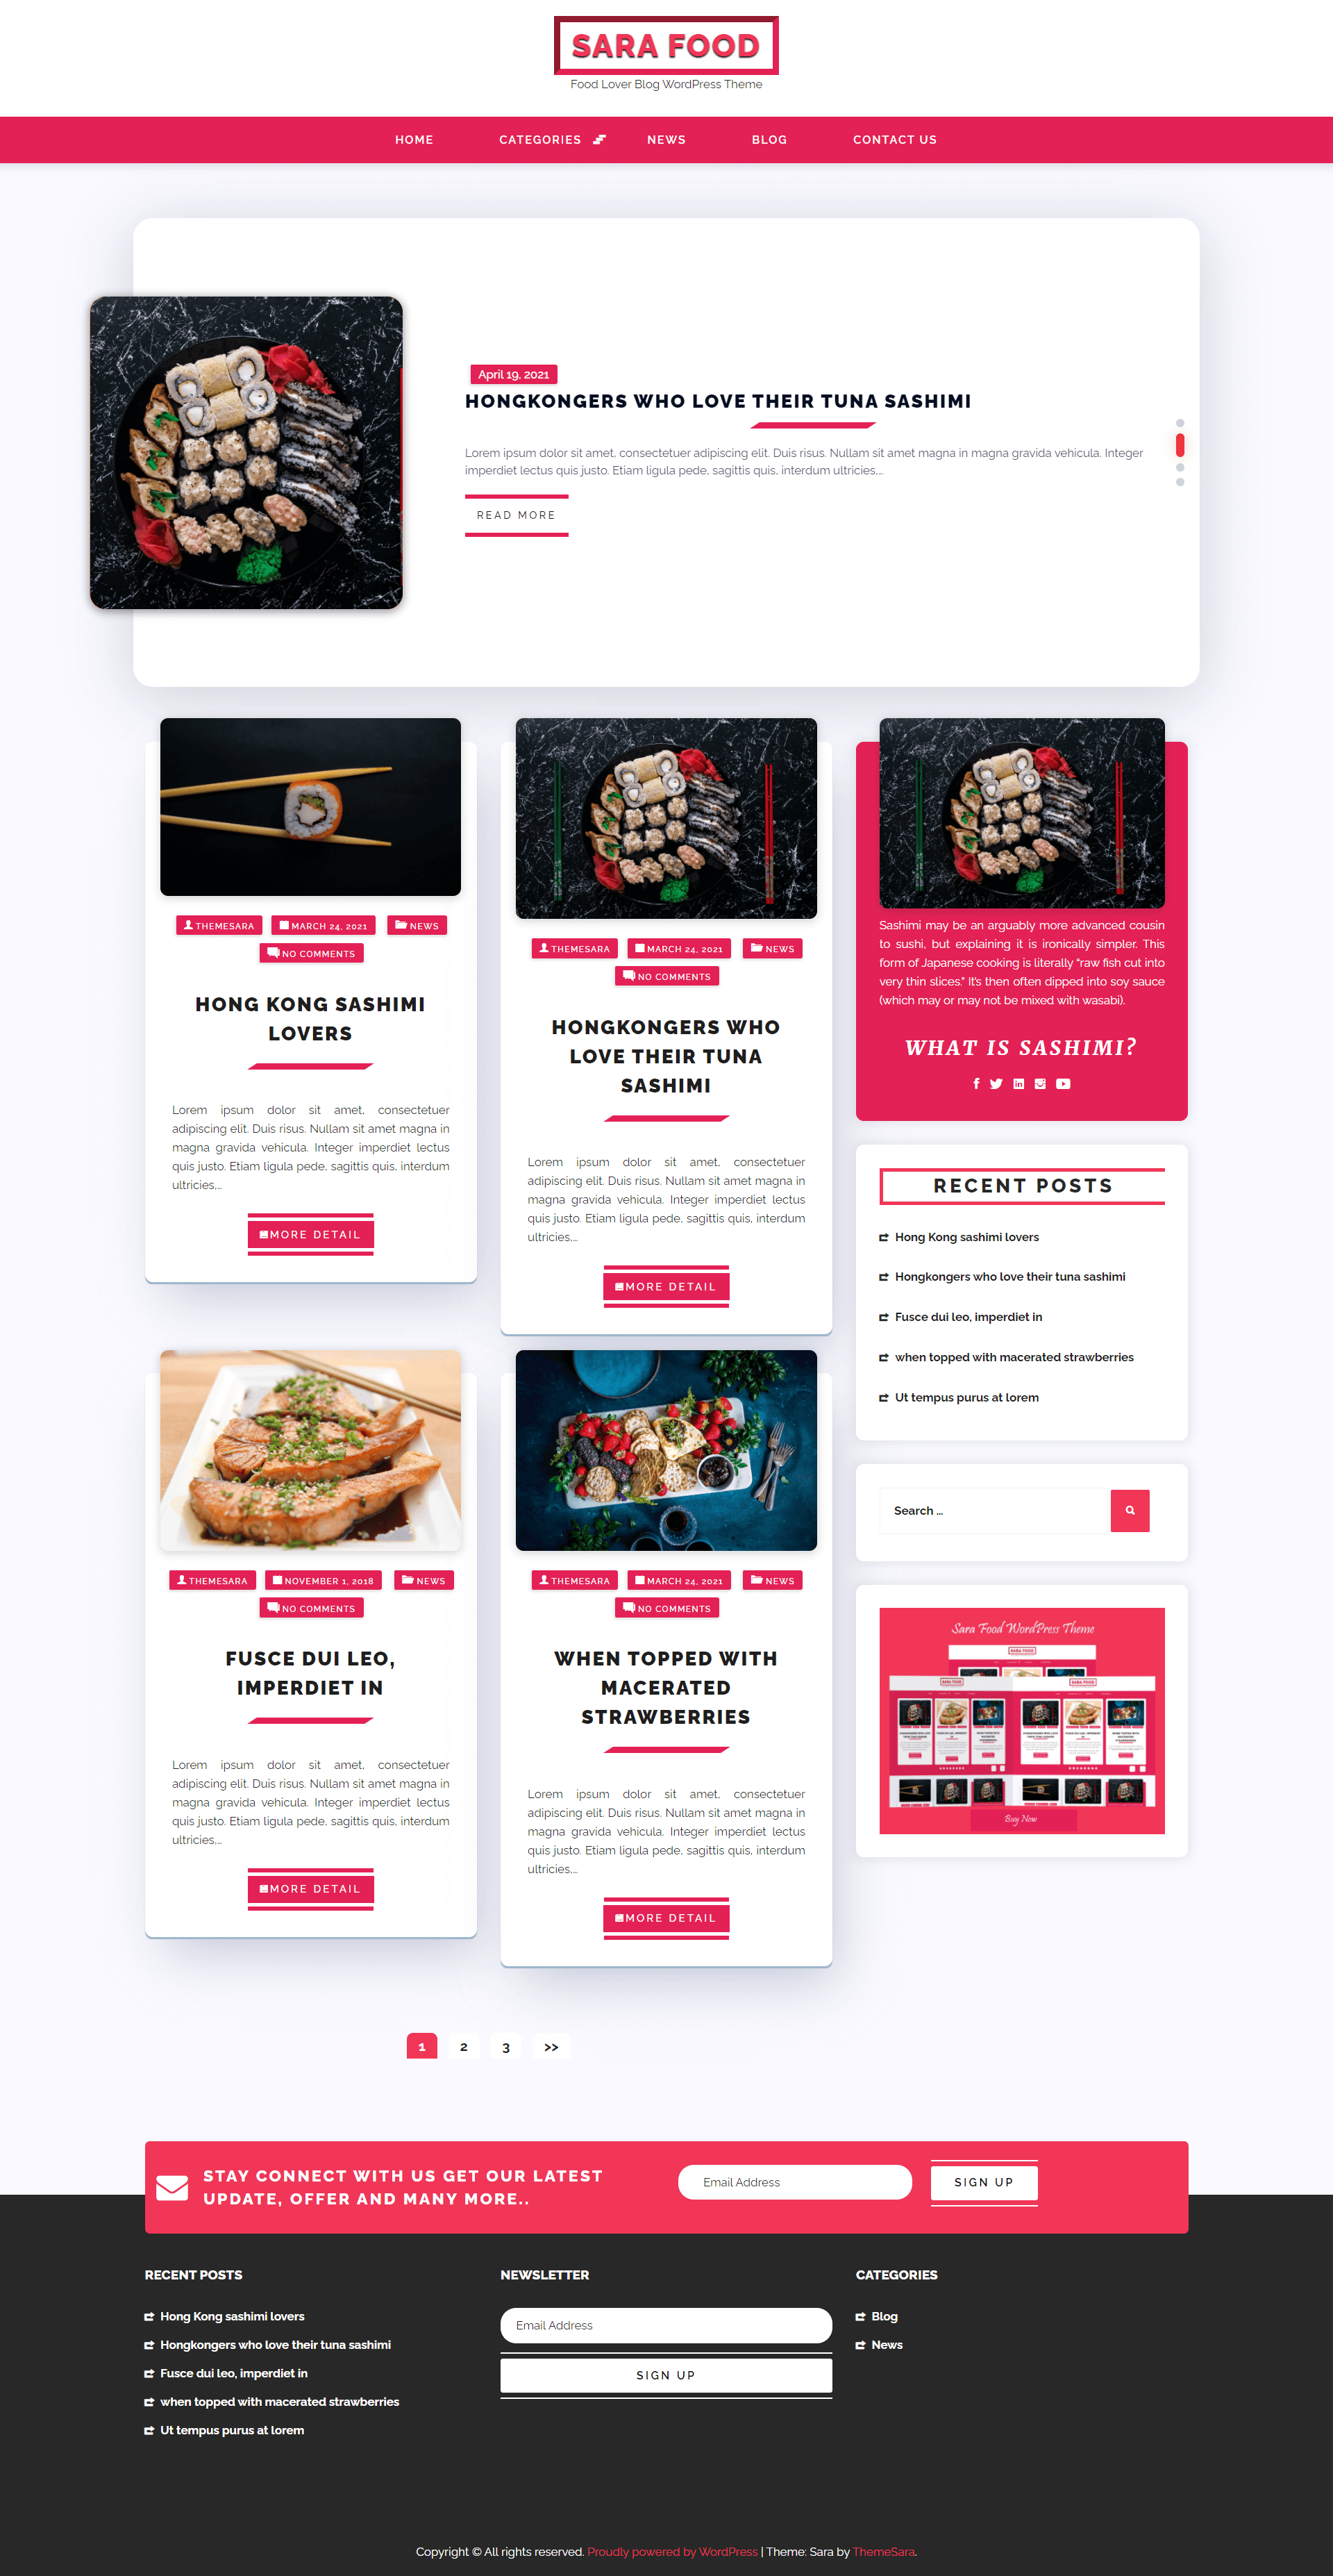 SARA FOOD
Food Lover Blog WordPress Theme
HOME
CATEGORIES
NEWS
BLOG
CONTACT US
April 19, 2021
HONGKONGERS WHO LOVE THEIR TUNA SASHIMI
Lorem ipsum dolor sit amet, consectetuer adipiscing elit. Duis risus. Nullam sit amet magna in magna gravida vehicula. Integer
imperdiet lectus quis justo. Etiam ligula pede, sagittis quis, interdum ultricies,...
READ MORE
THEMESARA
MARCH 24, 2021
NEWS
NO COMMENTS
HONG KONG SASHIMI
LOVERS
Lorem ipsum dolor sit amet, consectetuer
adipiscing elit. Duis risus. Nullam sit amet magna in
magna gravida vehicula. Integer imperdiet lectus
quis justo. Etiam ligula pede, sagittis quis, interdum
ultricies,...
MORE DETAIL
THEMESARA
MARCH 24, 2021
NEWS
NO COMMENTS
HONGKONGERS WHO
LOVE THEIR TUNA
SASHIMI
Lorem ipsum dolor sit amet, consectetuer
adipiscing elit. Duis risus. Nullam sit amet magna in
magna gravida vehicula. Integer imperdiet lectus
quis justo. Etiam ligula pede, sagittis quis, interdum
ultricies,...
MORE DETAIL
THEMESARA
NOVEMBER 1, 2018
NEWS
NO COMMENTS
FUSCE DUI LEO,
IMPERDIET IN
Lorem ipsum dolor sit amet, consectetuer
adipiscing elit. Duis risus. Nullam sit amet magna in
magna gravida vehicula. Integer imperdiet lectus
quis justo. Etiam ligula pede, sagittis quis, interdum
ultricies,...
MORE DETAIL
THEMESARA
MARCH 24, 2021
NEWS
NO COMMENTS
WHEN TOPPED WITH
MACERATED
STRAWBERRIES
Lorem ipsum dolor sit amet, consectetuer
adipiscing elit. Duis risus. Nullam sit amet magna in
magna gravida vehicula. Integer imperdiet lectus
quis justo. Etiam ligula pede, sagittis quis, interdum
ultricies,...
MORE DETAIL
1 2 3 >>
Sashimi may be an arguably more advanced cousin
to sushi, but explaining it is ironically simpler. This
form of Japanese cooking is literally "raw fish cut into
very thin slices." It's then often dipped into soy sauce
(which may or may not be mixed with wasabi).
WHAT IS SASHIMI?
RECENT POSTS
Hong Kong sashimi lovers
Hongkongers who love their tuna sashimi
Fusce dui leo, imperdiet in
when topped with macerated strawberries
Ut tempus purus at lorem
Search ...
Sara Food WordPress Theme
SARA FOOD
SARA FOOD
SARA FOOD
Buy Now
STAY CONNECT WITH US GET OUR LATEST
UPDATE, OFFER AND MANY MORE..
Email Address
SIGN UP
RECENT POSTS
Hong Kong sashimi lovers
Hongkongers who love their tuna sashimi
Fusce dui leo, imperdiet in
when topped with macerated strawberries
Ut tempus purus at lorem
NEWSLETTER
Email Address
SIGN UP
CATEGORIES
Blog
News
Copyright © All rights reserved. Proudly powered by WordPress | Theme: Sara by ThemeSara.